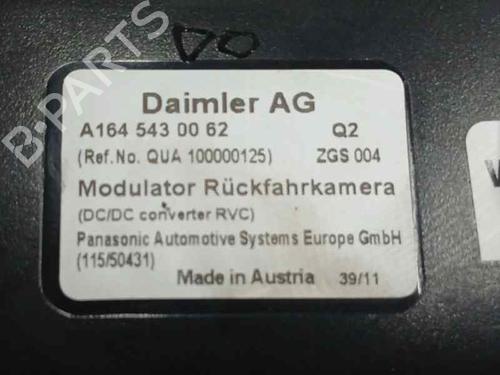 Daimler AG
A164 543 00 62 Q2
(Ref.No. QUA 100000125) ZGS 004
Modulator Rückfahrkamera
(DC/DC converter RVC)
Panasonic Automotive Systems Europe GmbH
(115/50431)
Made in Austria 39/11
B-PARTS